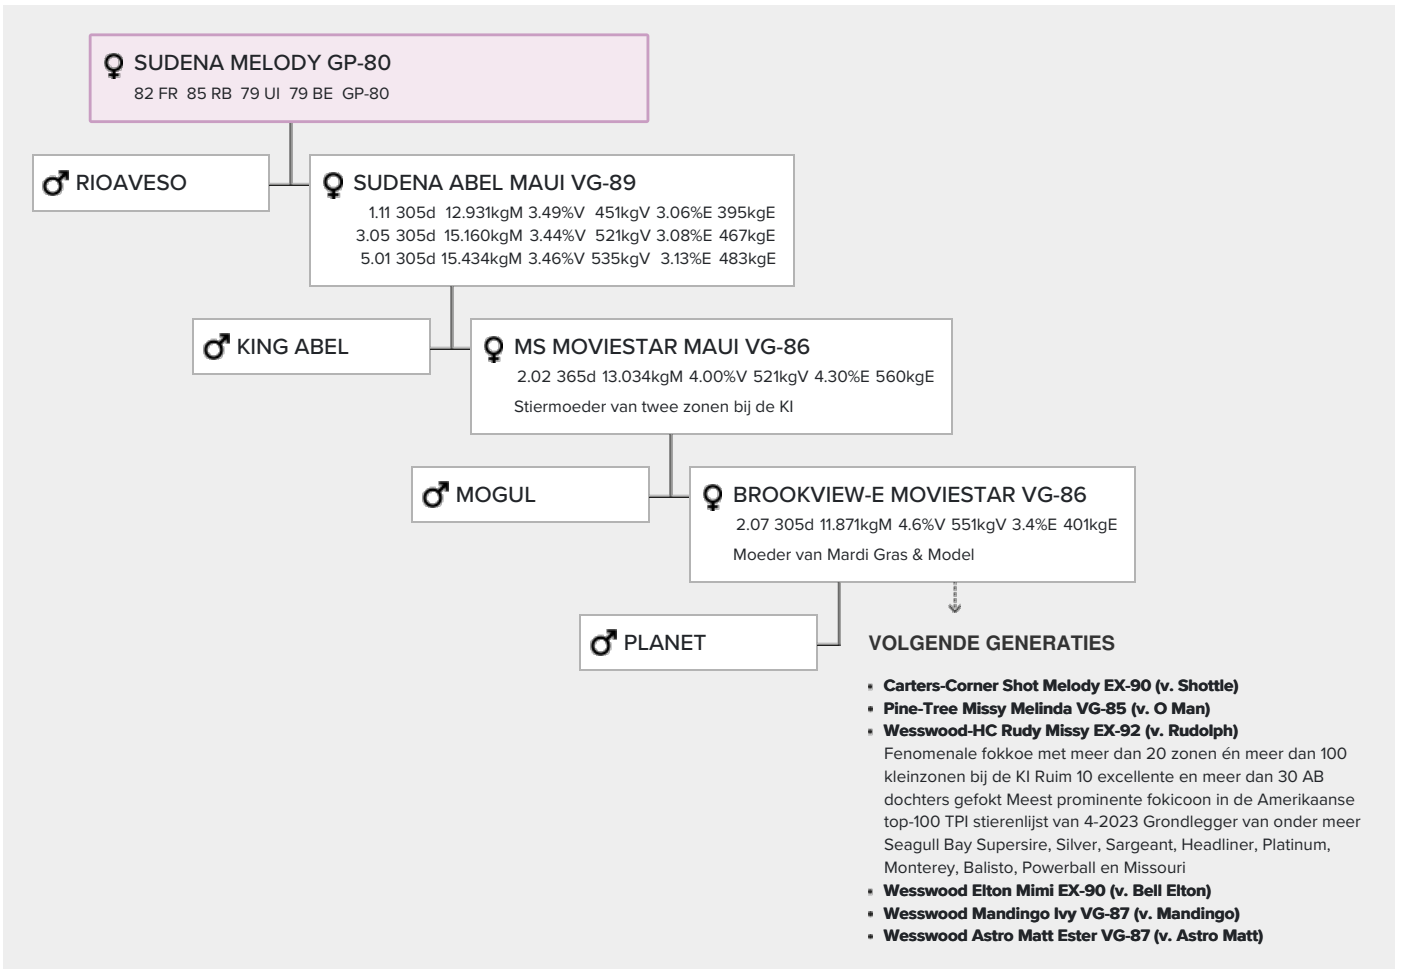 SUDENA MELODY GP-80
82 FR 85 RB 79 UI 79 BE GP-80
RIOAVESO
SUDENA ABEL MAUI VG-89
1.11 305d 12.931kgM 3.49%V 451kgV 3.06%E 395kgE
3.05 305d 15.160kgM 3.44%V 521kgV 3.08%E 467kgE
5.01 305d 15.434kgM 3.46%V 535kgV 3.13%E 483kgE
KING ABEL
MS MOVIESTAR MAUI VG-86
2.02 365d 13.034kgM 4.00%V 521kgV 4.30%E 560kgE
Stiermoeder van twee zonen bij de KI
MOGUL
BROOKVIEW-E MOVIESTAR VG-86
2.07 305d 11.871kgM 4.6%V 551kgV 3.4%E 401kgE
Moeder van Mardi Gras & Model
PLANET
VOLGENDE GENERATIES
Carters-Corner Shot Melody EX-90 (v. Shottle)
Pine-Tree Missy Melinda VG-85 (v. O Man)
Wesswood-HC Rudy Missy EX-92 (v. Rudolph)
Fenomenale fokkoe met meer dan 20 zonen én meer dan 100
kleinzonen bij de KI Ruim 10 excellente en meer dan 30 AB
dochters gefokt Meest prominente fokicoon in de Amerikaanse
top-100 TPI stierenlijst van 4-2023 Grondlegger van onder meer
Seagull Bay Supersire, Silver, Sargeant, Headliner, Platinum,
Monterey, Balisto, Powerball en Missouri
Wesswood Elton Mimi EX-90 (v. Bell Elton)
Wesswood Mandingo Ivy VG-87 (v. Mandingo)
Wesswood Astro Matt Ester VG-87 (v. Astro Matt)